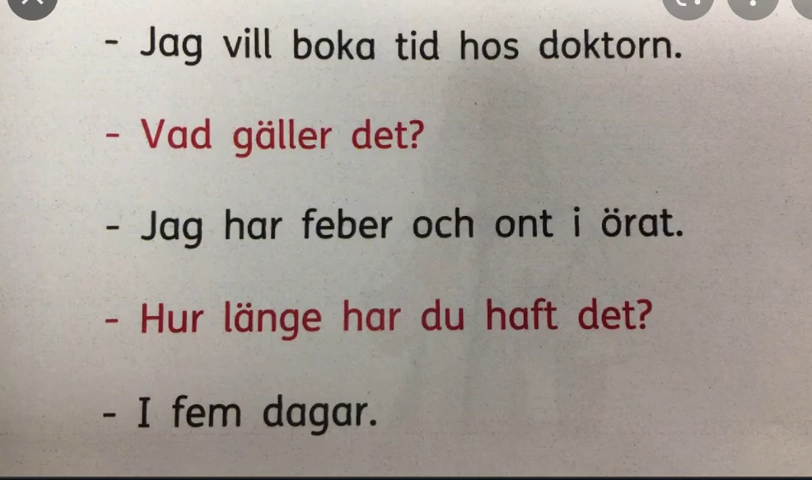 - Jag vill boka tid hos doktorn.
- Vad gäller det?
- Jag har feber och ont i örat.
- Hur länge har du haft det?
- I fem dagar.